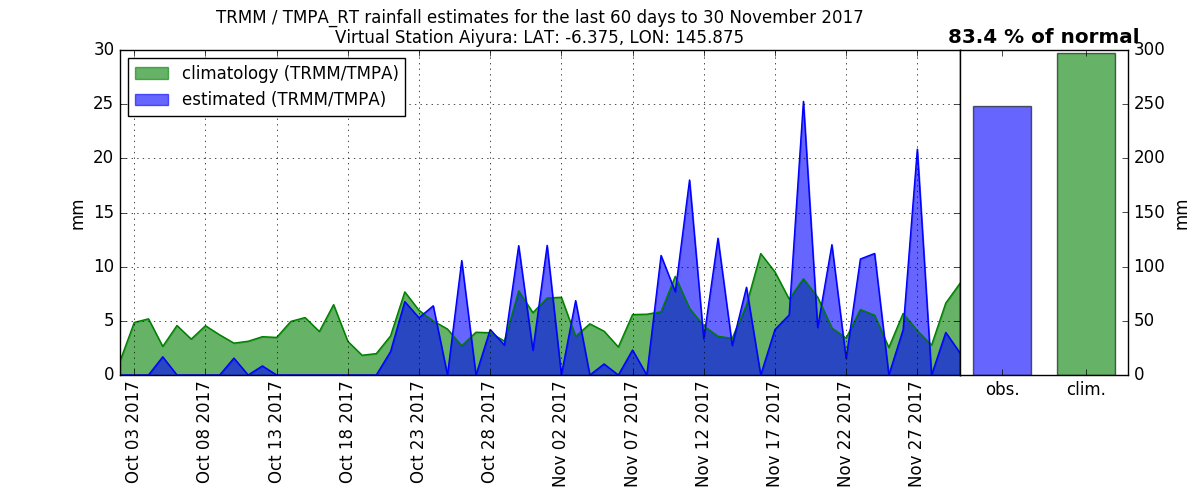 TRMM / TMPA_RT rainfall estimates for the last 60 days to 30 November 2017
Virtual Station Aiyura: LAT: -6.375, LON: 145.875
83.4 % of normal
climatology (TRMM/TMPA)
estimated (TRMM/TMPA)
30
25
20
15
10
5
0
mm
300
250
200
150
100
50
0
mm
obs.
clim.
Oct 03 2017
Oct 08 2017
Oct 13 2017
Oct 18 2017
Oct 23 2017
Oct 28 2017
Nov 02 2017
Nov 07 2017
Nov 12 2017
Nov 17 2017
Nov 22 2017
Nov 27 2017